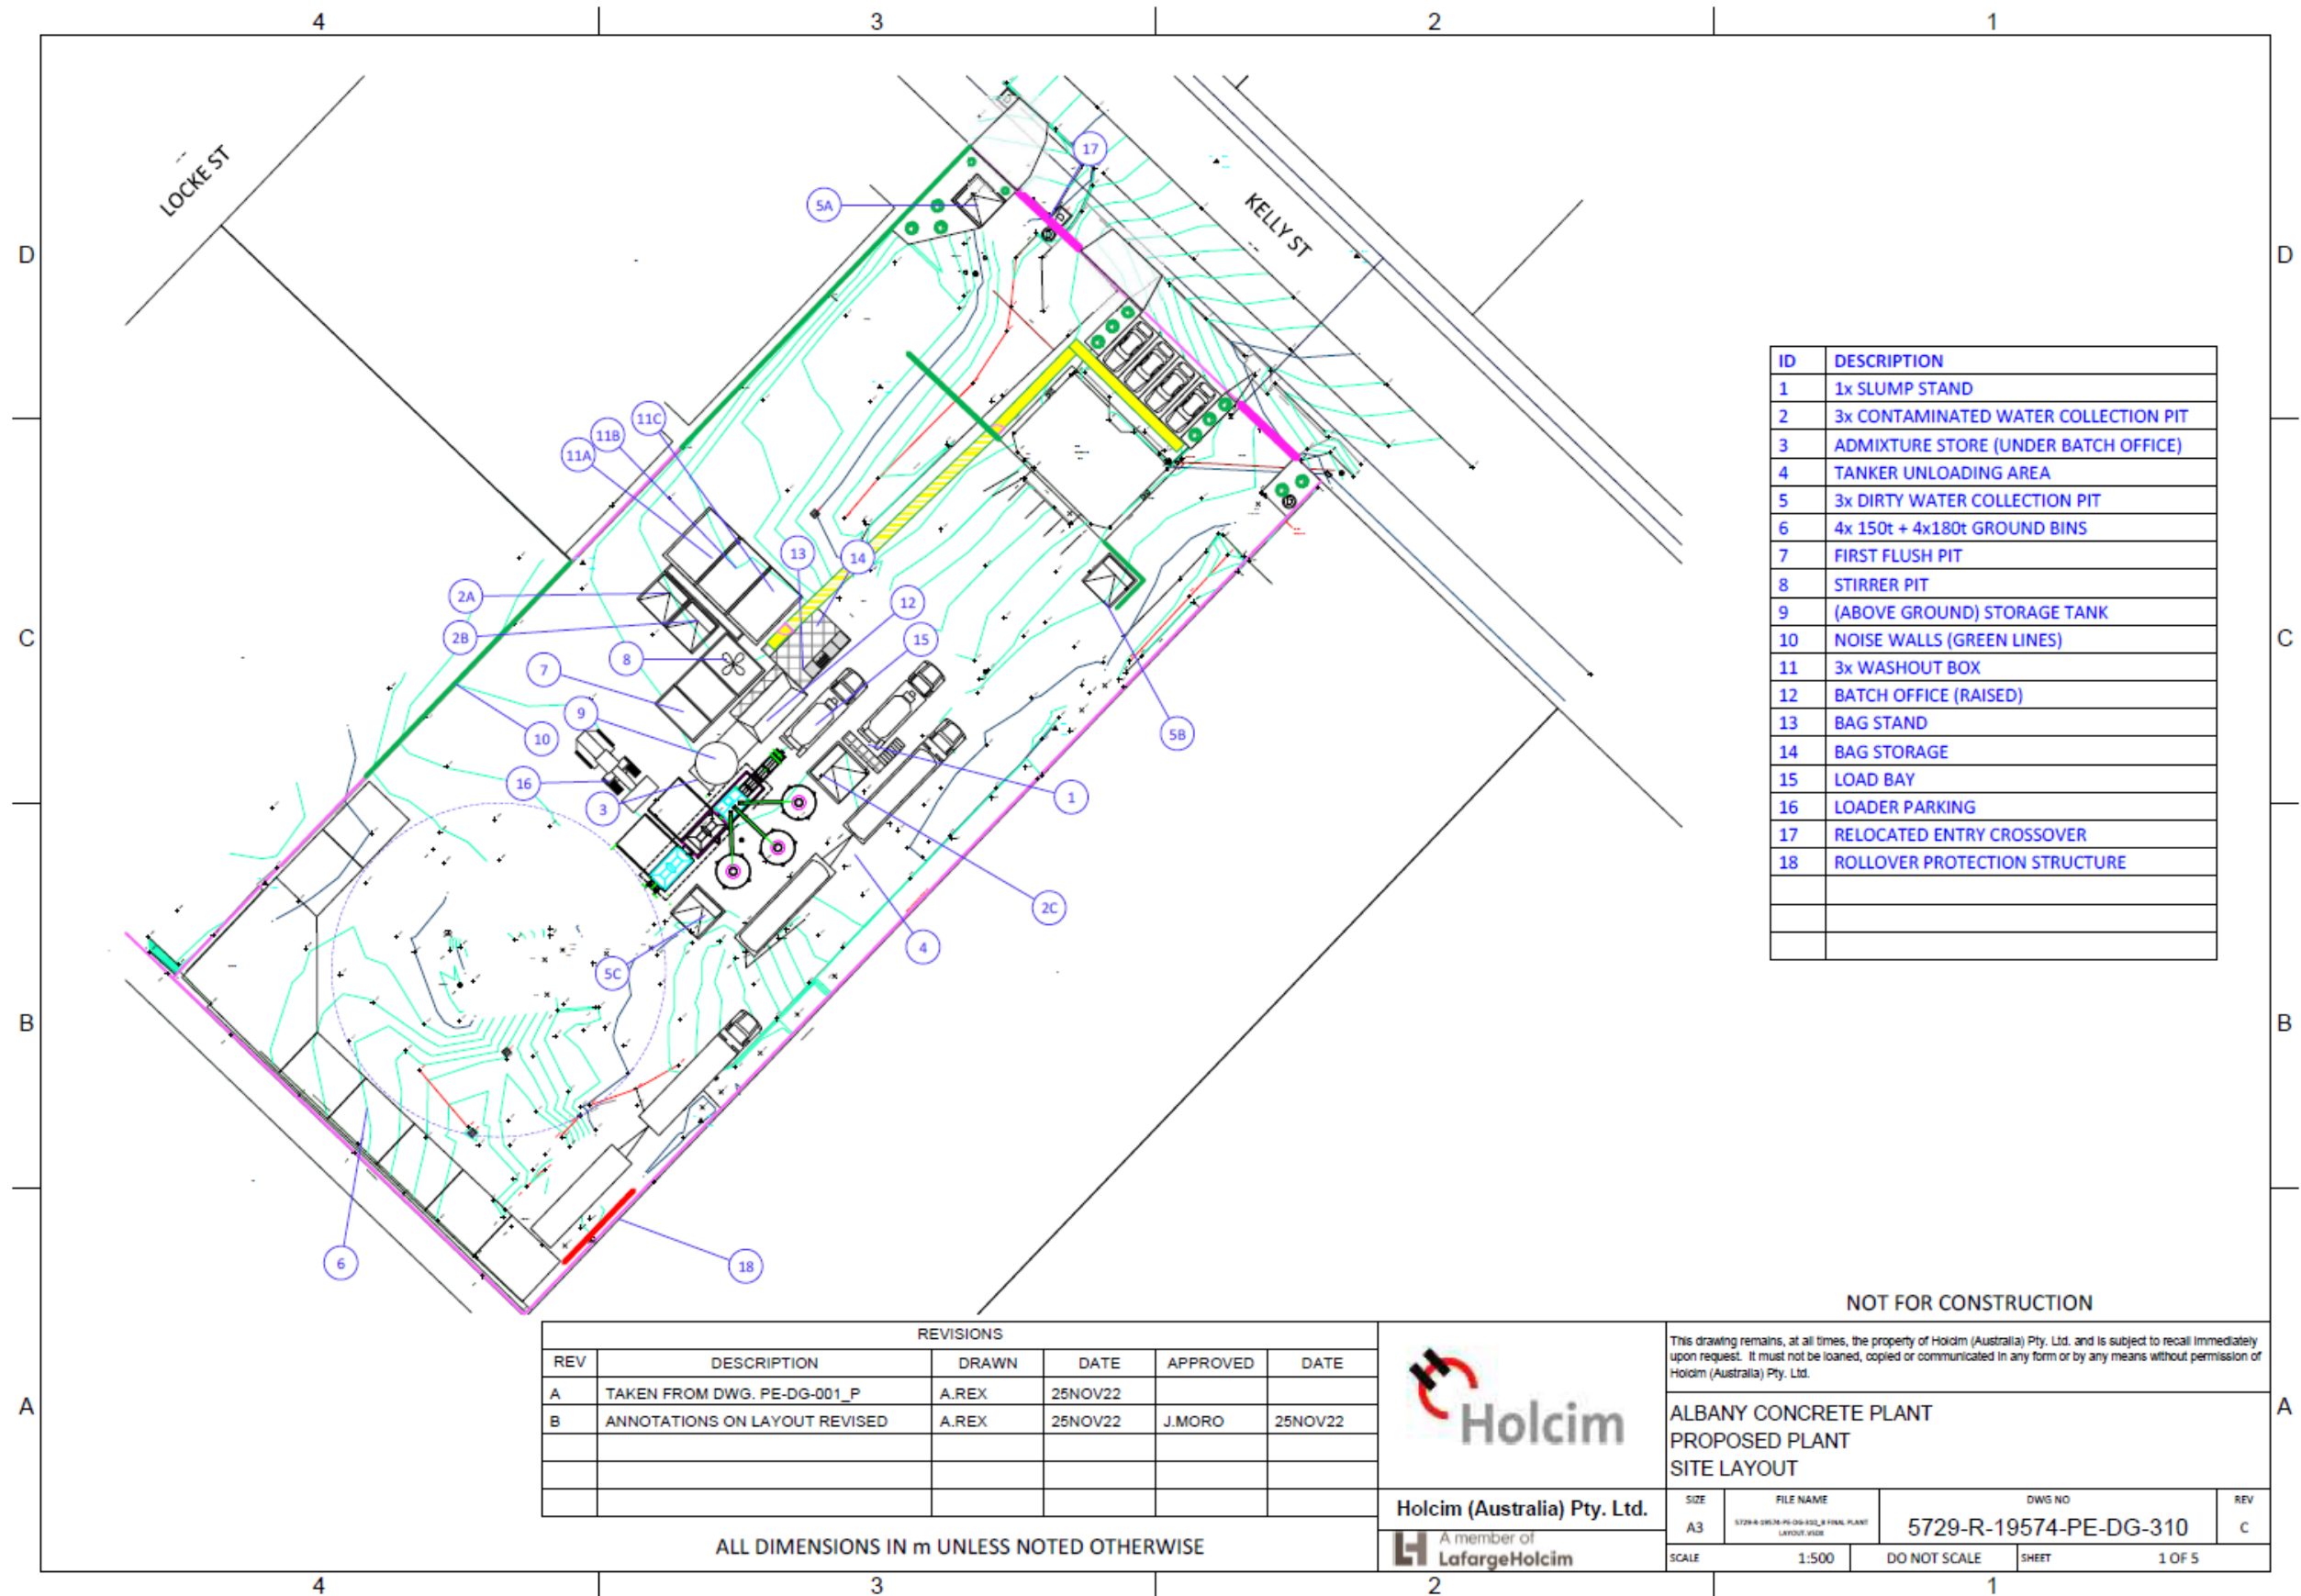 4 3 2 1
LOCKE ST
KELLY ST
17
5A
D D
11C
11B
11A
13
14
2A
12
2B
15
8
7
9
5B
10
16
3
1
2C
4
5C
6
18
C C
B B
A A
ID DESCRIPTION
1 1x SLUMP STAND
2 3x CONTAMINATED WATER COLLECTION PIT
3 ADMIXTURE STORE (UNDER BATCH OFFICE)
4 TANKER UNLOADING AREA
5 3x DIRTY WATER COLLECTION PIT
6 4x 150t + 4x180t GROUND BINS
7 FIRST FLUSH PIT
8 STIRRER PIT
9 (ABOVE GROUND) STORAGE TANK
10 NOISE WALLS (GREEN LINES)
11 3x WASHOUT BOX
12 BATCH OFFICE (RAISED)
13 BAG STAND
14 BAG STORAGE
15 LOAD BAY
16 LOADER PARKING
17 RELOCATED ENTRY CROSSOVER
18 ROLLOVER PROTECTION STRUCTURE
NOT FOR CONSTRUCTION
REVISIONS
REV DESCRIPTION DRAWN DATE APPROVED DATE
A TAKEN FROM DWG. PE-DG-001_P A.REX 25NOV22
B ANNOTATIONS ON LAYOUT REVISED A.REX 25NOV22 J.MORO 25NOV22
ALL DIMENSIONS IN m UNLESS NOTED OTHERWISE
Holcim
Holcim (Australia) Pty. Ltd.
A member of
LafargeHolcim
This drawing remains, at all times, the property of Holcim (Australia) Pty. Ltd. and is subject to recall immediately
upon request. It must not be loaned, copied or communicated in any form or by any means without permission of
Holcim (Australia) Pty. Ltd.
ALBANY CONCRETE PLANT
PROPOSED PLANT
SITE LAYOUT
SIZE FILE NAME DWG NO REV
A3 5729-R-19574-PE-DG-310_B FINAL PLANT
LAYOUT.VSDX
5729-R-19574-PE-DG-310 C
SCALE 1:500 DO NOT SCALE SHEET 1 OF 5
4 3 2 1